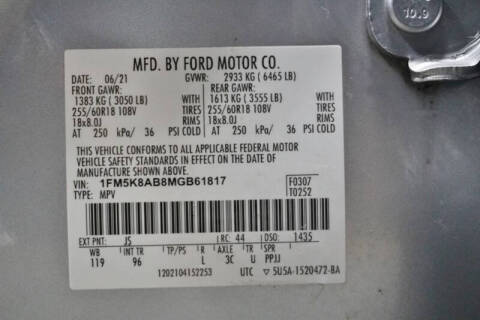 10.9
MFD. BY FORD MOTOR CO.
DATE: 06/21 GVWR: 2933 KG ( 6465 LB)
FRONT GAWR: REAR GAWR:
1383 KG ( 3050 LB) WITH 1613 KG ( 3555 LB) WITH
255/60R18 108V TIRES 255/60R18 108V TIRES
18x8.0J RIMS 18x8.0J RIMS
AT 250 kPa/ 36 PSI COLD AT 250 kPa/ 36 PSI COLD
THIS VEHICLE CONFORMS TO ALL APPLICABLE FEDERAL MOTOR
VEHICLE SAFETY AND THEFT PREVENTION STANDARDS IN EFFECT ON THE DATE OF
MANUFACTURE SHOWN ABOVE.
VIN: 1FM5K8AB8MGB61817 F0307
TYPE: MPV T0252
EXT PNT: J5 RC: 44 DSO: 1435
WB INT TR TP/PS R AXLE TR SPR
119 96 L 3C U PPJJ
1202104152253 UTC ▽ 5U5A-1520472-BA